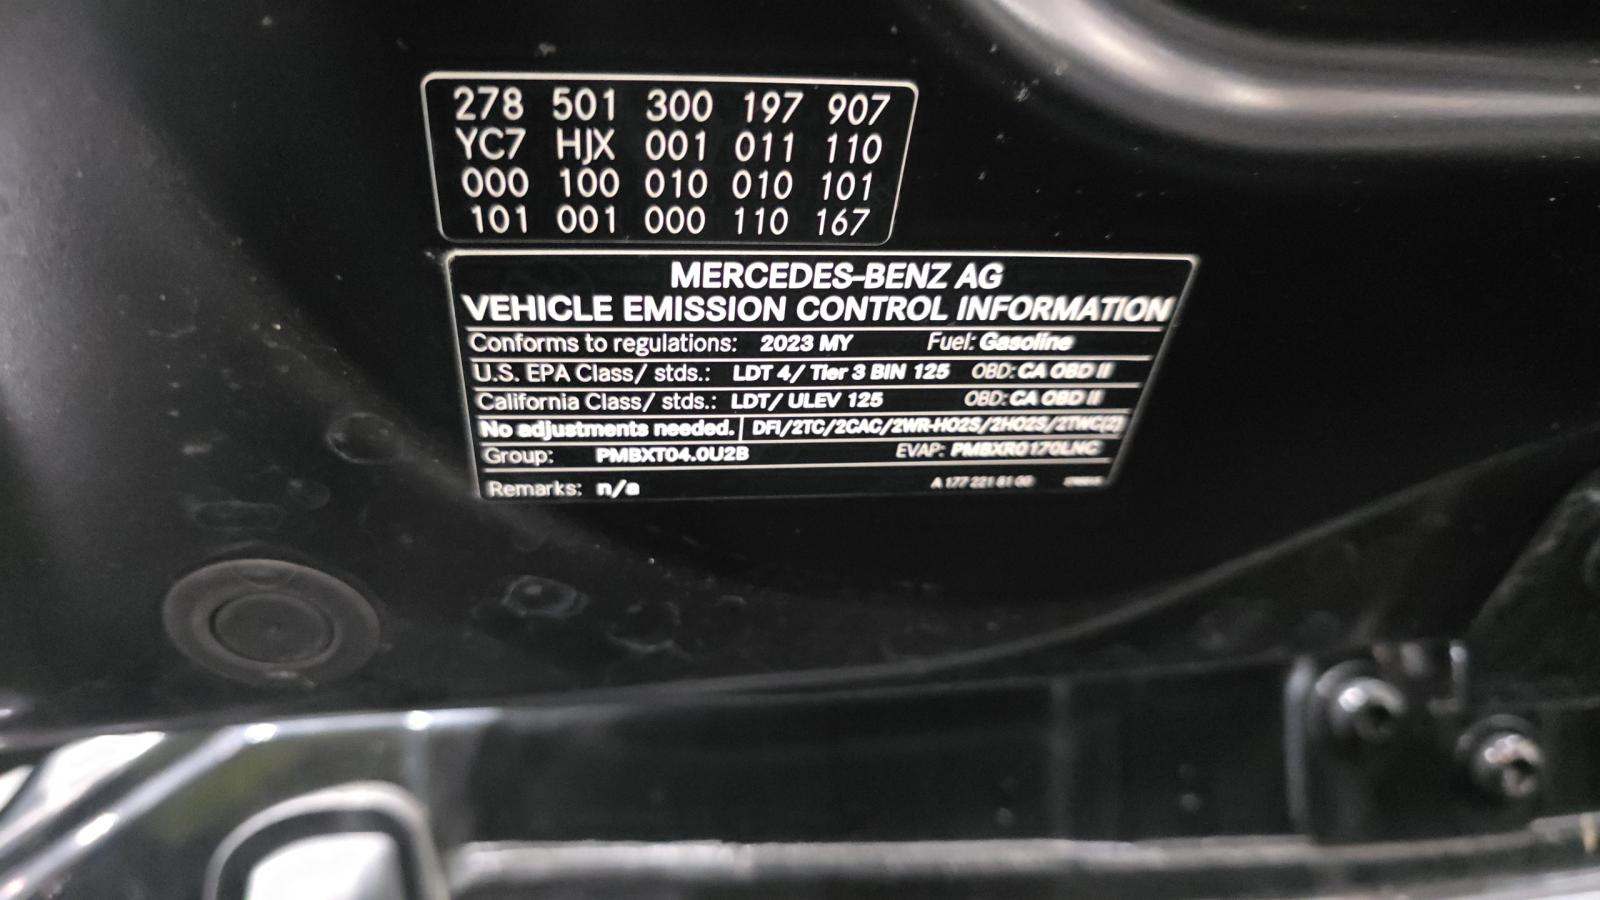 278 501 300 197 907
YC7 HJX 001 011 110
000 100 010 010 101
101 001 000 110 167
MERCEDES-BENZ AG
VEHICLE EMISSION CONTROL INFORMATION
Conforms to regulations: 2023 MY Fuel: Gasoline
U.S. EPA Class/ stds.: LDT 4/ Tier 3 BIN 125 OBD: CA OBD II
California Class/ stds.: LDT/ ULEV 125 OBD: CA OBD II
No adjustments needed. DFI/2TC/2CAC/2WR-HO2S/2HO2S/2TWC(2)
Group: PMBXT04.0U2B EVAP: PMBXR0170LNC
Remarks: n/a A 177 221